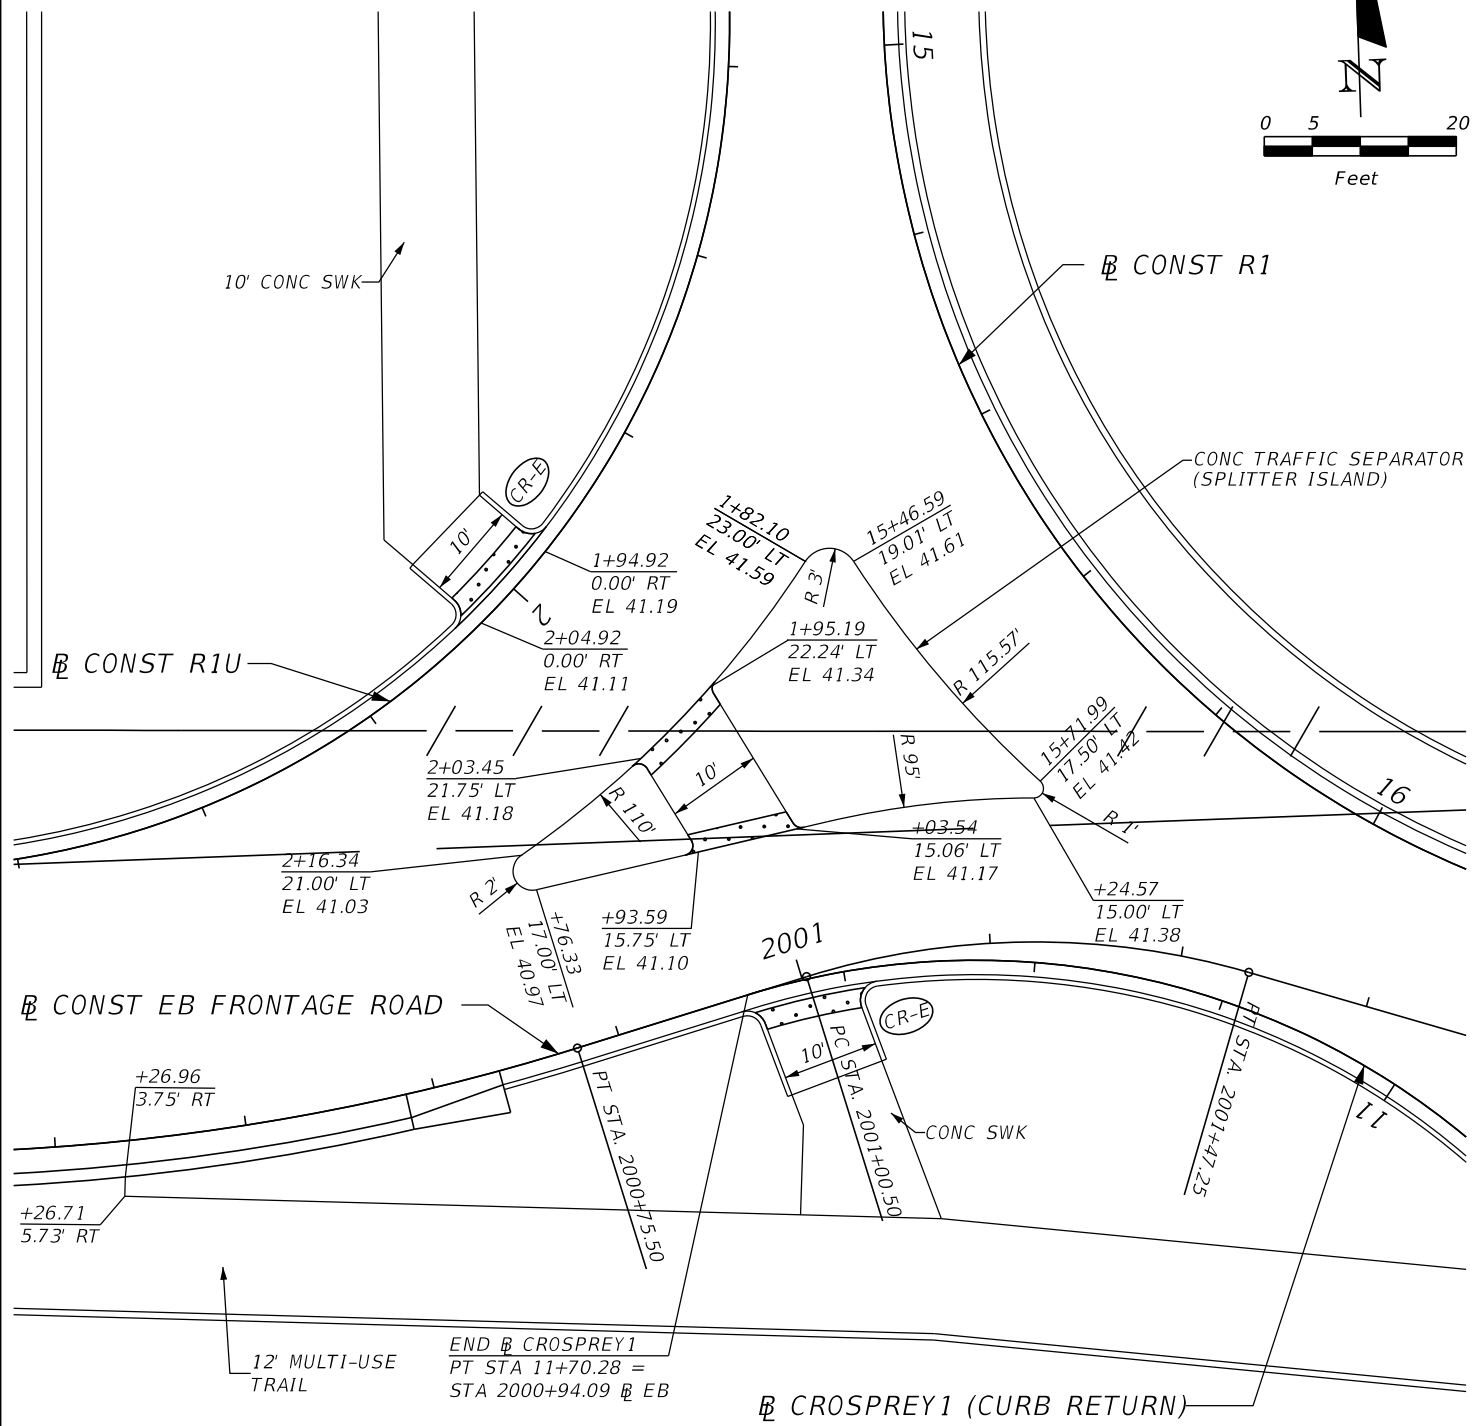 15
N
0 5 20
Feet
10' CONC SWK
BL CONST R1
CR-E
10'
CONC TRAFFIC SEPARATOR
(SPLITTER ISLAND)
1+82.10
23.00' LT
EL 41.59
15+46.59
19.01' LT
EL 41.61
R 3'
1+94.92
0.00' RT
EL 41.19
2
2+04.92
0.00' RT
EL 41.11
1+95.19
22.24' LT
EL 41.34
R 115.57'
BL CONST R1U
15+71.99
17.50' LT
EL 41.42
2+03.45
21.75' LT
EL 41.18
10'
R 95'
R 110'
R 1'
16
+03.54
15.06' LT
EL 41.17
2+16.34
21.00' LT
EL 41.03
R 2'
+76.33
17.00' LT
EL 40.97
+93.59
15.75' LT
EL 41.10
+24.57
15.00' LT
EL 41.38
2001
BL CONST EB FRONTAGE ROAD
CR-E
10'
+26.96
3.75' RT
PT STA. 2000+75.50
PC STA. 2001+00.50
PT STA. 2001+47.25
CONC SWK
11
+26.71
5.73' RT
12' MULTI-USE
TRAIL
END BL CROSPREY1
PT STA 11+70.28 =
STA 2000+94.09 BL EB
BL CROSPREY1 (CURB RETURN)